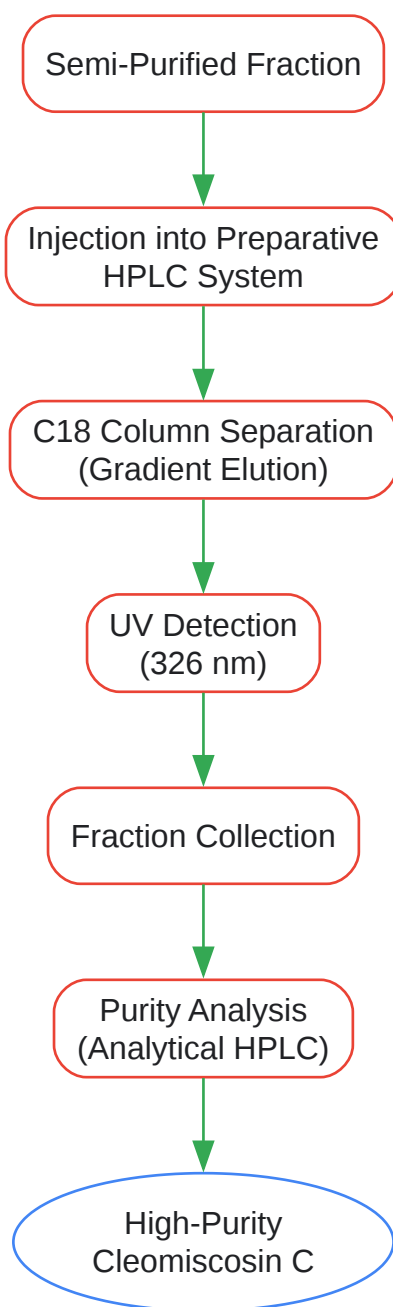 Semi-Purified Fraction
Injection into Preparative
HPLC System
C18 Column Separation
(Gradient Elution)
UV Detection
(326 nm)
Fraction Collection
Purity Analysis
(Analytical HPLC)
High-Purity
Cleomiscosin C